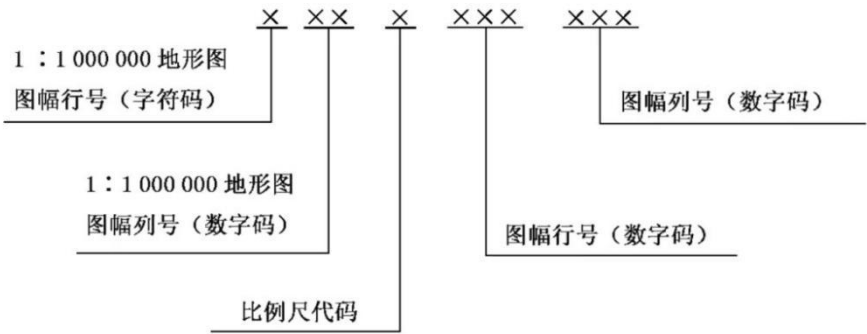 × ×× × ××× ×××
1：1 000 000 地形图
图幅行号（字符码）
图幅列号（数字码）
1：1 000 000 地形图
图幅列号（数字码）
图幅行号（数字码）
比例尺代码